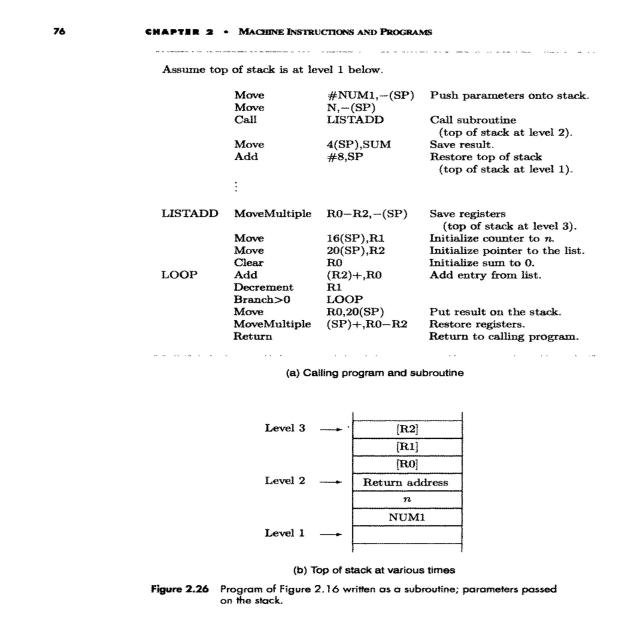 76 CHAPTER 2 • MACHINE INSTRUCTIONS AND PROGRAMS
Assume top of stack is at level 1 below.
Move #NUM1,−(SP) Push parameters onto stack.
Move N,−(SP)
Call LISTADD Call subroutine
(top of stack at level 2).
Move 4(SP),SUM Save result.
Add #8,SP Restore top of stack
(top of stack at level 1).
⋮
LISTADD MoveMultiple R0−R2,−(SP) Save registers
(top of stack at level 3).
Move 16(SP),R1 Initialize counter to n.
Move 20(SP),R2 Initialize pointer to the list.
Clear R0 Initialize sum to 0.
LOOP Add (R2)+,R0 Add entry from list.
Decrement R1
Branch>0 LOOP
Move R0,20(SP) Put result on the stack.
MoveMultiple (SP)+,R0−R2 Restore registers.
Return Return to calling program.
(a) Calling program and subroutine
Level 3 [R2]
[R1]
[R0]
Level 2 Return address
n
NUM1
Level 1
(b) Top of stack at various times
Figure 2.26 Program of Figure 2.16 written as a subroutine; parameters passed
on the stack.